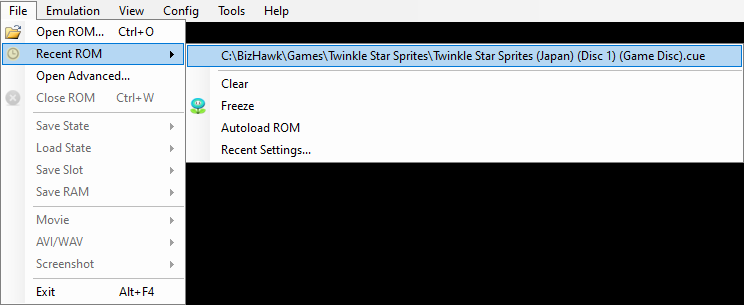 File Emulation View Config Tools Help
Open ROM... Ctrl+O
Recent ROM
C:\BizHawk\Games\Twinkle Star Sprites\Twinkle Star Sprites (Japan) (Disc 1) (Game Disc).cue
Open Advanced...
Clear
Close ROM Ctrl+W
Freeze
Save State
Autoload ROM
Load State
Recent Settings...
Save Slot
Save RAM
Movie
AVI/WAV
Screenshot
Exit Alt+F4